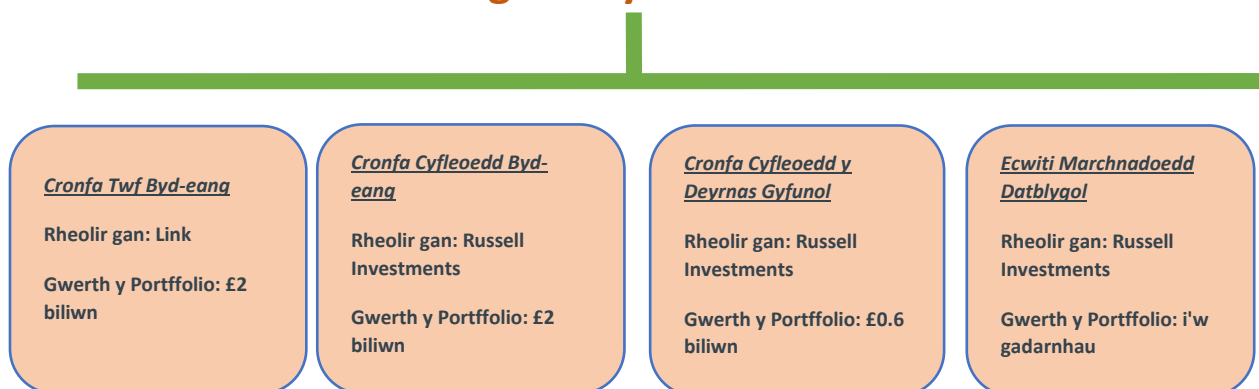 Cronfa Twf Byd-eang
Rheolir gan: Link
Gwerth y Portffolio: £2
biliwn
Cronfa Cyfleoedd Byd-
eang
Rheolir gan: Russell
Investments
Gwerth y Portffolio: £2
biliwn
Cronfa Cyfleoedd y
Deyrnas Gyfunol
Rheolir gan: Russell
Investments
Gwerth y Portffolio: £0.6
biliwn
Ecwiti Marchnadoedd
Datblygol
Rheolir gan: Russell
Investments
Gwerth y Portffolio: i'w
gadarnhau